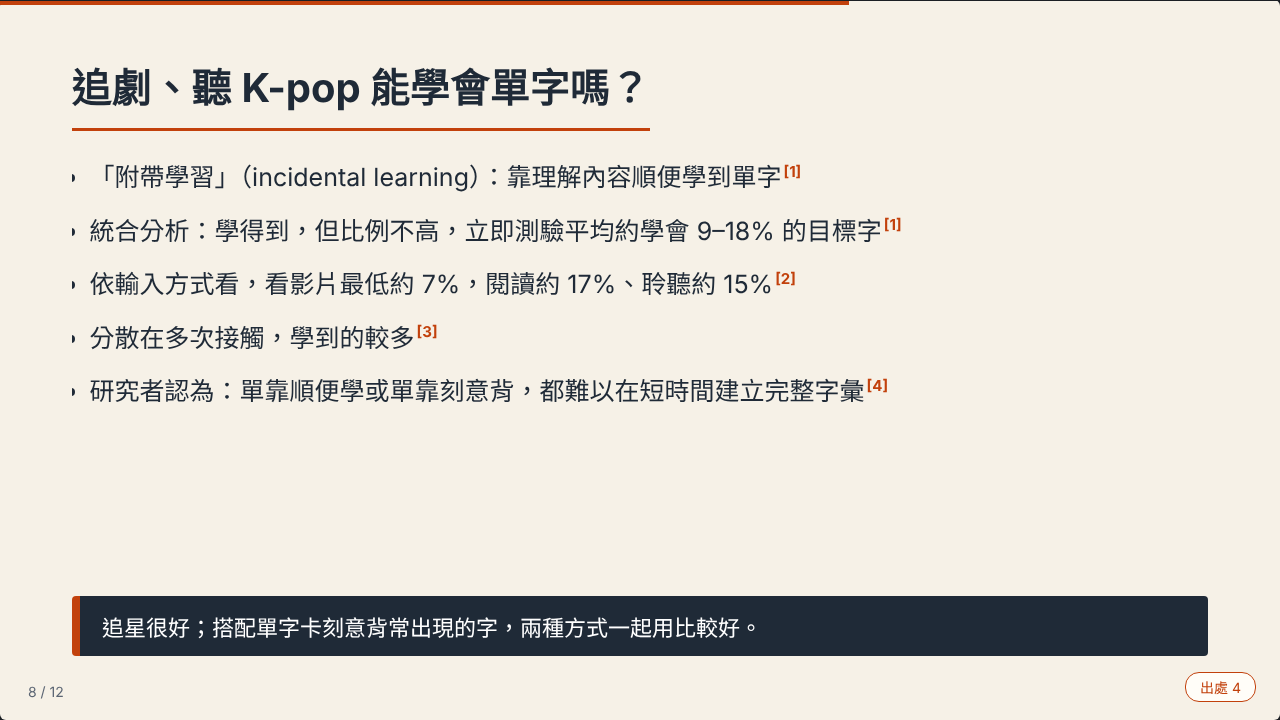 追劇、聽 K-pop 能學會單字嗎？
• 「附帶學習」（incidental learning）：靠理解內容順便學到單字[1]
• 統合分析：學得到，但比例不高，立即測驗平均約學會 9–18% 的目標字[1]
• 依輸入方式看，看影片最低約 7%，閱讀約 17%、聆聽約 15%[2]
• 分散在多次接觸，學到的較多[3]
• 研究者認為：單靠順便學或單靠刻意背，都難以在短時間建立完整字彙[4]
追星很好；搭配單字卡刻意背常出現的字，兩種方式一起用比較好。
8 / 12
出處 4